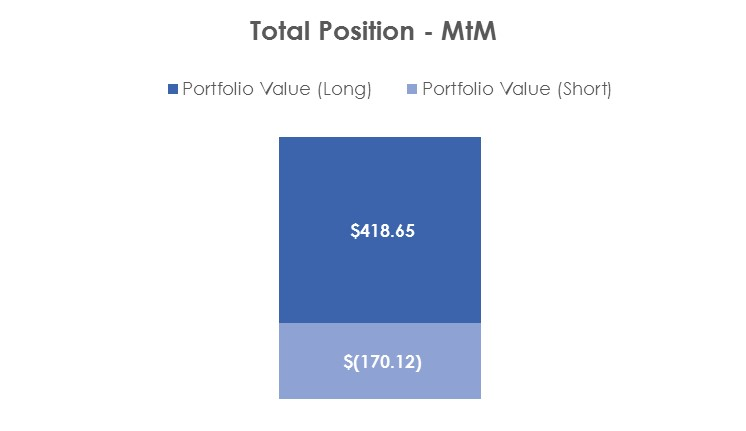 Total Position - MtM
Portfolio Value (Long) Portfolio Value (Short)
$418.65
$(170.12)